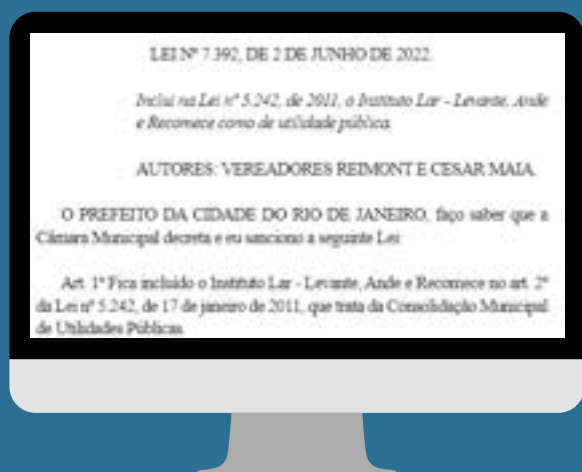 LEI Nº 7.392, DE 2 DE JUNHO DE 2022.
Inclui na Lei nº 5.242, de 2011, o Instituto Lar - Levante, Ande
e Recomece como de utilidade pública.
AUTORES: VEREADORES REIMONT E CESAR MAIA.
O PREFEITO DA CIDADE DO RIO DE JANEIRO, faço saber que a
Câmara Municipal decreta e eu sanciono a seguinte Lei:
Art. 1º Fica incluído o Instituto Lar - Levante, Ande e Recomece no art. 2º
da Lei nº 5.242, de 17 de janeiro de 2011, que trata da Consolidação Municipal
de Utilidades Públicas.